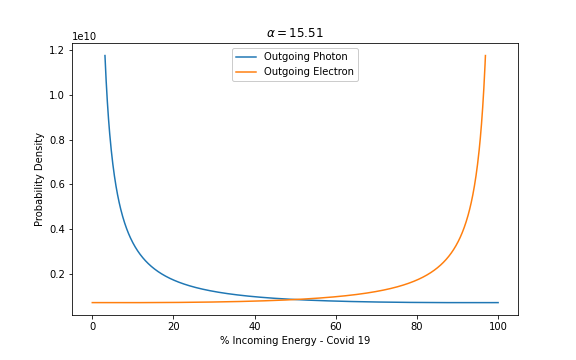 α = 15.51
1e10
Outgoing Photon
Outgoing Electron
1.2
1.0
0.8
0.6
0.4
0.2
Probability Density
0 20 40 60 80 100
% Incoming Energy - Covid 19